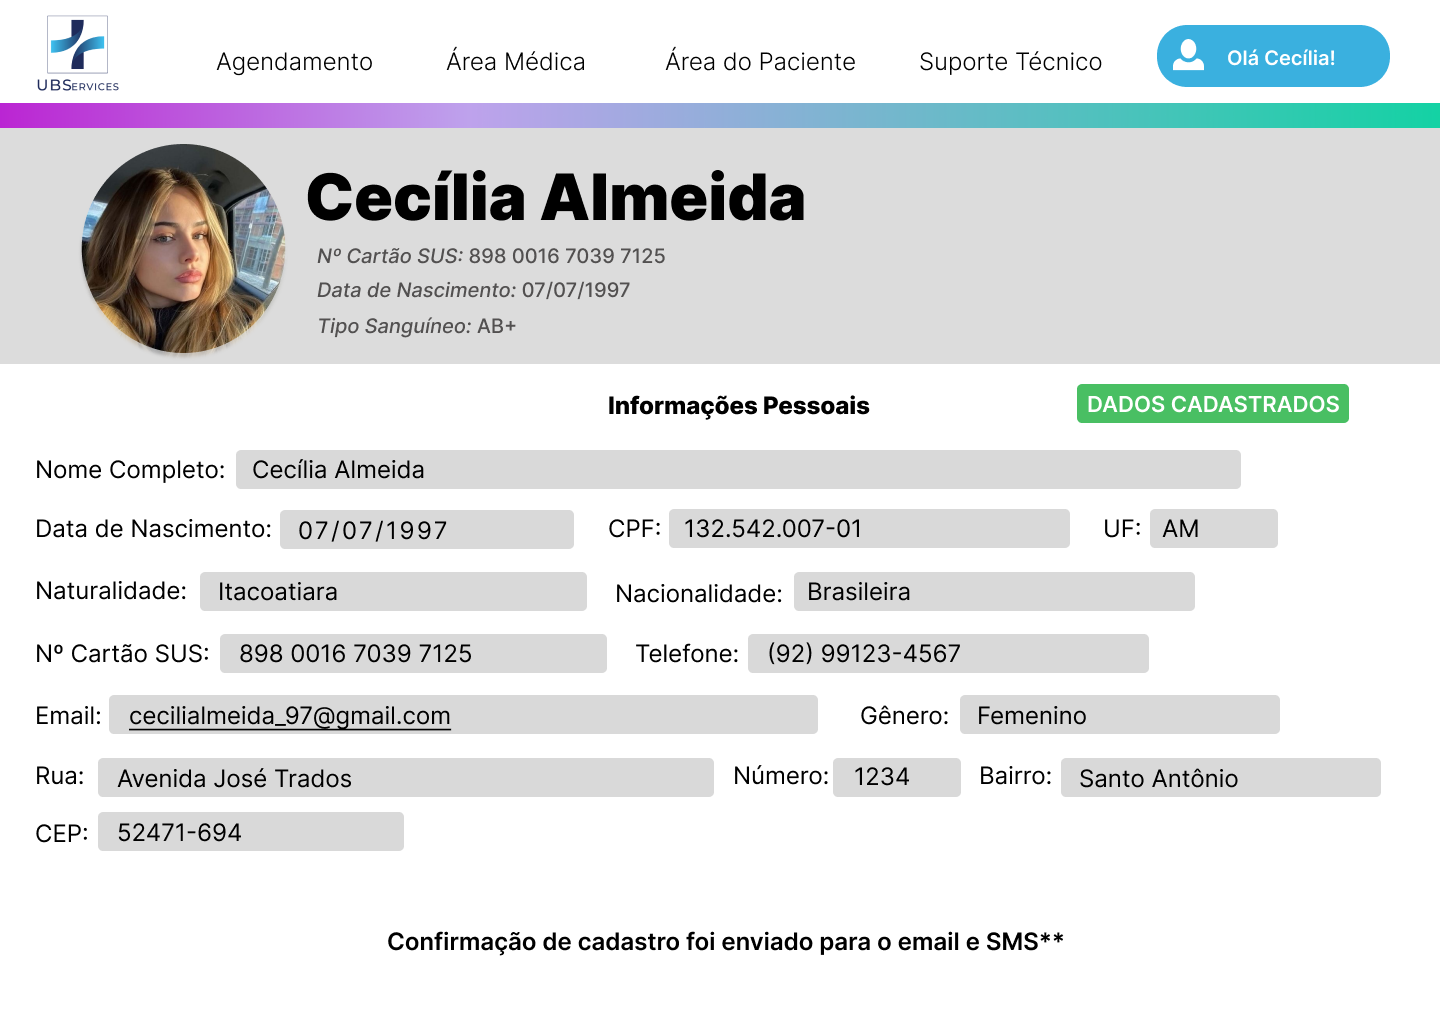 UBServices
Agendamento Área Médica Área do Paciente Suporte Técnico Olá Cecília!
Cecília Almeida
Nº Cartão SUS: 898 0016 7039 7125
Data de Nascimento: 07/07/1997
Tipo Sanguíneo: AB+
Informações Pessoais DADOS CADASTRADOS
Nome Completo: Cecília Almeida
Data de Nascimento: 07/07/1997 CPF: 132.542.007-01 UF: AM
Naturalidade: Itacoatiara Nacionalidade: Brasileira
Nº Cartão SUS: 898 0016 7039 7125 Telefone: (92) 99123-4567
Email: cecilialmeida_97@gmail.com Gênero: Femenino
Rua: Avenida José Trados Número: 1234 Bairro: Santo Antônio
CEP: 52471-694
Confirmação de cadastro foi enviado para o email e SMS**